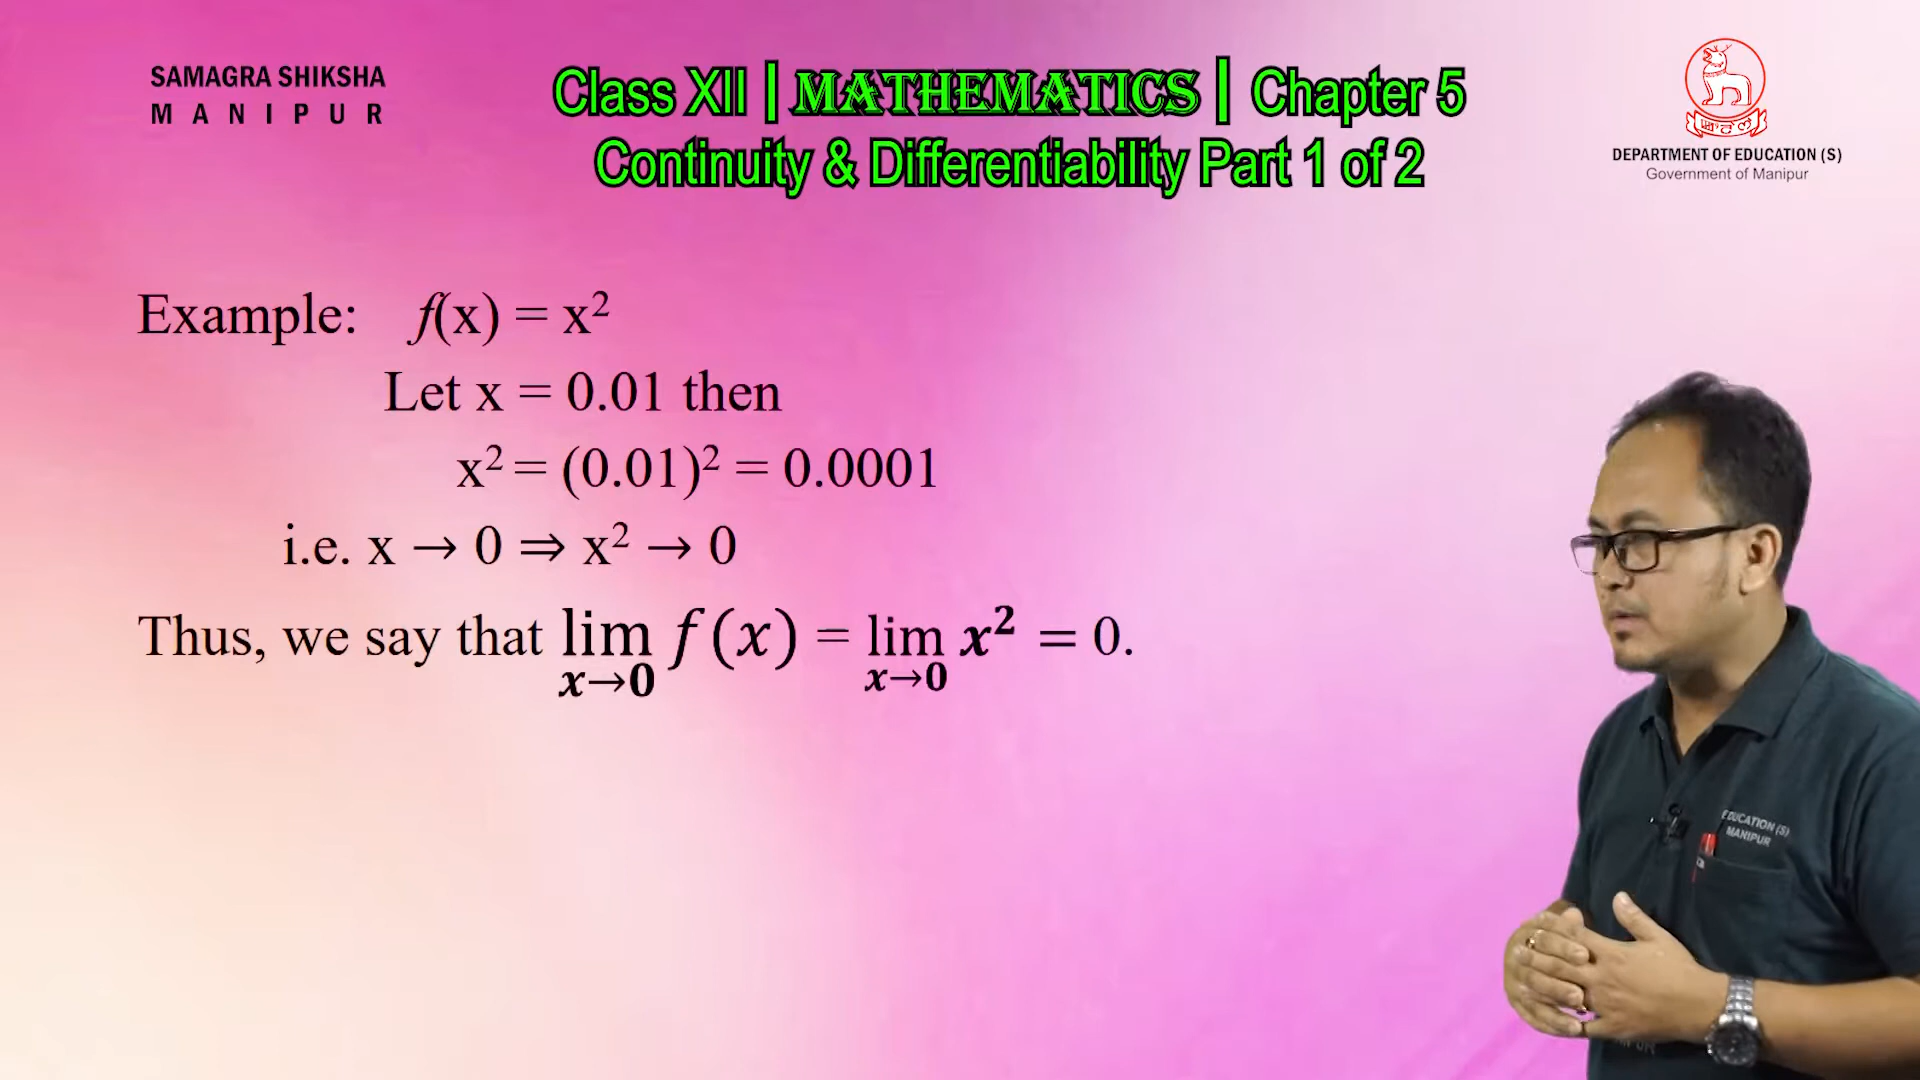 SAMAGRA SHIKSHA
MANIPUR
Class XII | MATHEMATICS | Chapter 5
Continuity & Differentiability Part 1 of 2
DEPARTMENT OF EDUCATION (S)
Government of Manipur
Example: f(x) = x²
Let x = 0.01 then
x² = (0.01)² = 0.0001
i.e. x → 0 ⇒ x² → 0
Thus, we say that lim x→0 f(x) = lim x→0 x² = 0.
EDUCATION (S)
MANIPUR